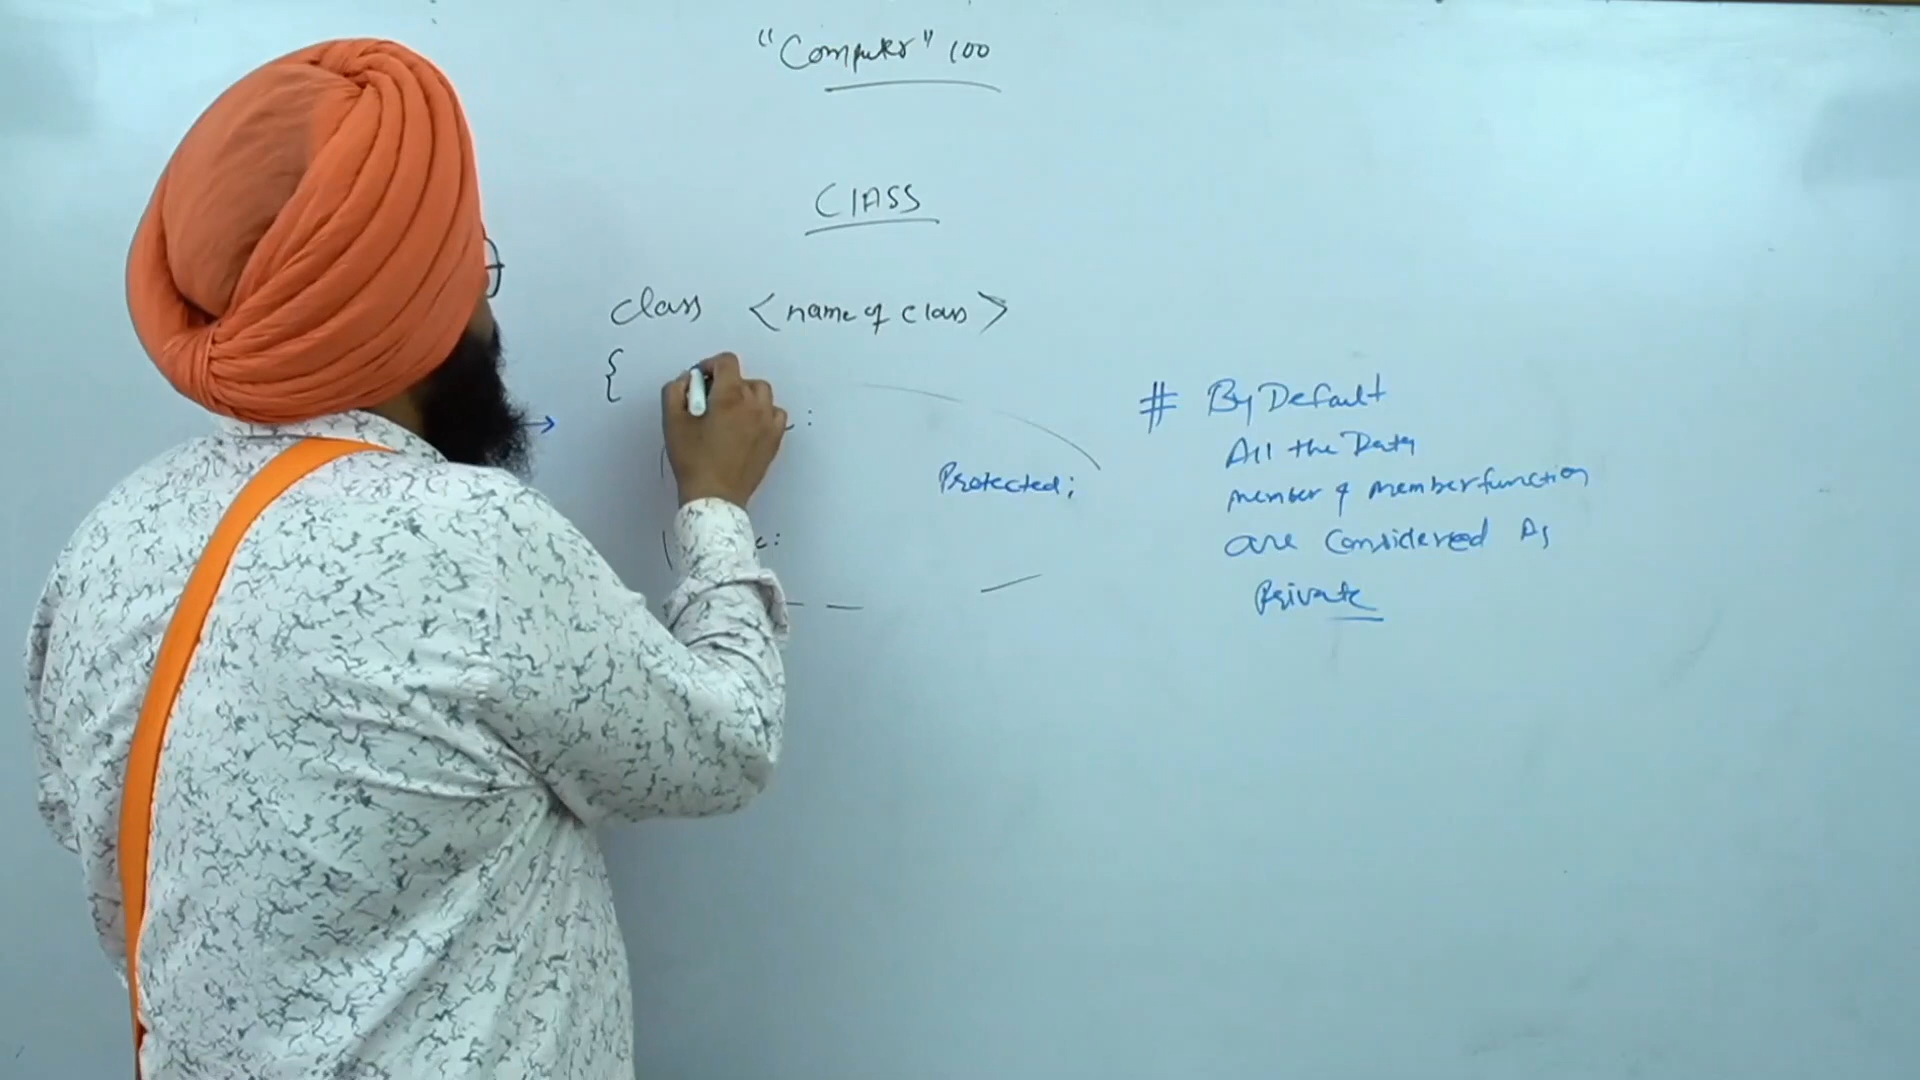 "Computer" 100
CLASS
class <name of class>
{
Protected;
# By Default
All the Data
member & member function
are Considered As
Private